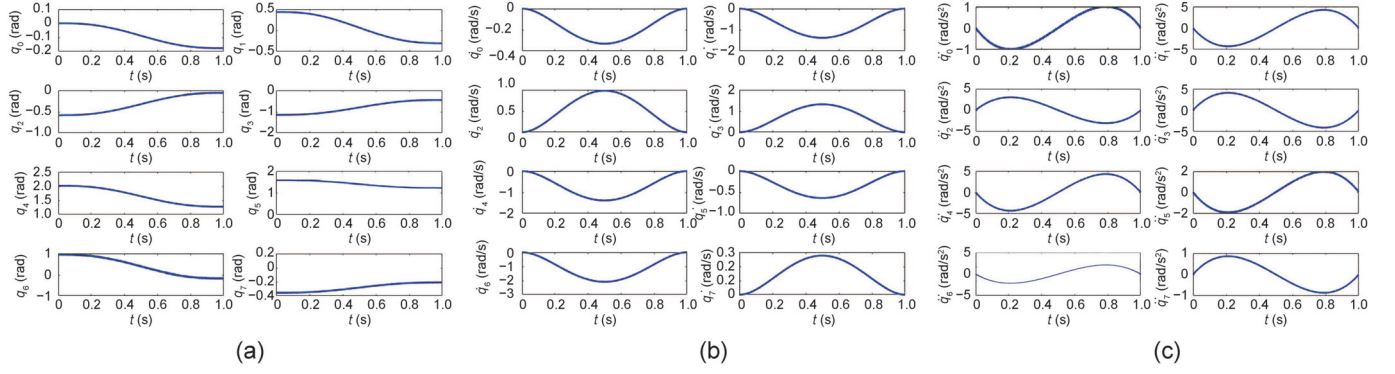 q0 (rad)
0.1
0
−0.1
−0.2
0 0.2 0.4 0.6 0.8 1.0
t (s)
q1 (rad)
0.5
−0.5
0 0.2 0.4 0.6 0.8 1.0
t (s)
q2 (rad)
0
−0.5
−1.0
0 0.2 0.4 0.6 0.8 1.0
t (s)
q3 (rad)
0
−1
−2
0 0.2 0.4 0.6 0.8 1.0
t (s)
q4 (rad)
2.5
2.0
1.5
1.0
0 0.2 0.4 0.6 0.8 1.0
t (s)
q5 (rad)
2
1
0
0 0.2 0.4 0.6 0.8 1.0
t (s)
q6 (rad)
1
0
−1
0 0.2 0.4 0.6 0.8 1.0
t (s)
q7 (rad)
0.2
0
−0.2
−0.4
0 0.2 0.4 0.6 0.8 1.0
t (s)
(a)
q̇0 (rad/s)
0
−0.2
−0.4
0 0.2 0.4 0.6 0.8 1.0
t (s)
q̇1 (rad/s)
0
−1
−2
0 0.2 0.4 0.6 0.8 1.0
t (s)
q̇2 (rad/s)
1.0
0.5
0
0 0.2 0.4 0.6 0.8 1.0
t (s)
q̇3 (rad/s)
2
1
0
0 0.2 0.4 0.6 0.8 1.0
t (s)
q̇4 (rad/s)
0
−1
−2
0 0.2 0.4 0.6 0.8 1.0
t (s)
q̇5 (rad/s)
0
−0.5
−1.0
0 0.2 0.4 0.6 0.8 1.0
t (s)
q̇6 (rad/s)
0
−1
−2
−3
0 0.2 0.4 0.6 0.8 1.0
t (s)
q̇7 (rad/s)
0.3
0.2
0 0.2 0.4 0.6 0.8 1.0
t (s)
(b)
q̈0 (rad/s²)
1
0
−1
0 0.2 0.4 0.6 0.8 1.0
t (s)
q̈1 (rad/s²)
5
0
−5
0 0.2 0.4 0.6 0.8 1.0
t (s)
q̈2 (rad/s²)
5
0
−5
0 0.2 0.4 0.6 0.8 1.0
t (s)
q̈3 (rad/s²)
5
0
−5
0 0.2 0.4 0.6 0.8 1.0
t (s)
q̈4 (rad/s²)
5
0
−5
0 0.2 0.4 0.6 0.8 1.0
t (s)
q̈5 (rad/s²)
2
0
−2
0 0.2 0.4 0.6 0.8 1.0
t (s)
q̈6 (rad/s²)
5
0
−5
0 0.2 0.4 0.6 0.8 1.0
t (s)
q̈7 (rad/s²)
1
0
−1
0 0.2 0.4 0.6 0.8 1.0
t (s)
(c)